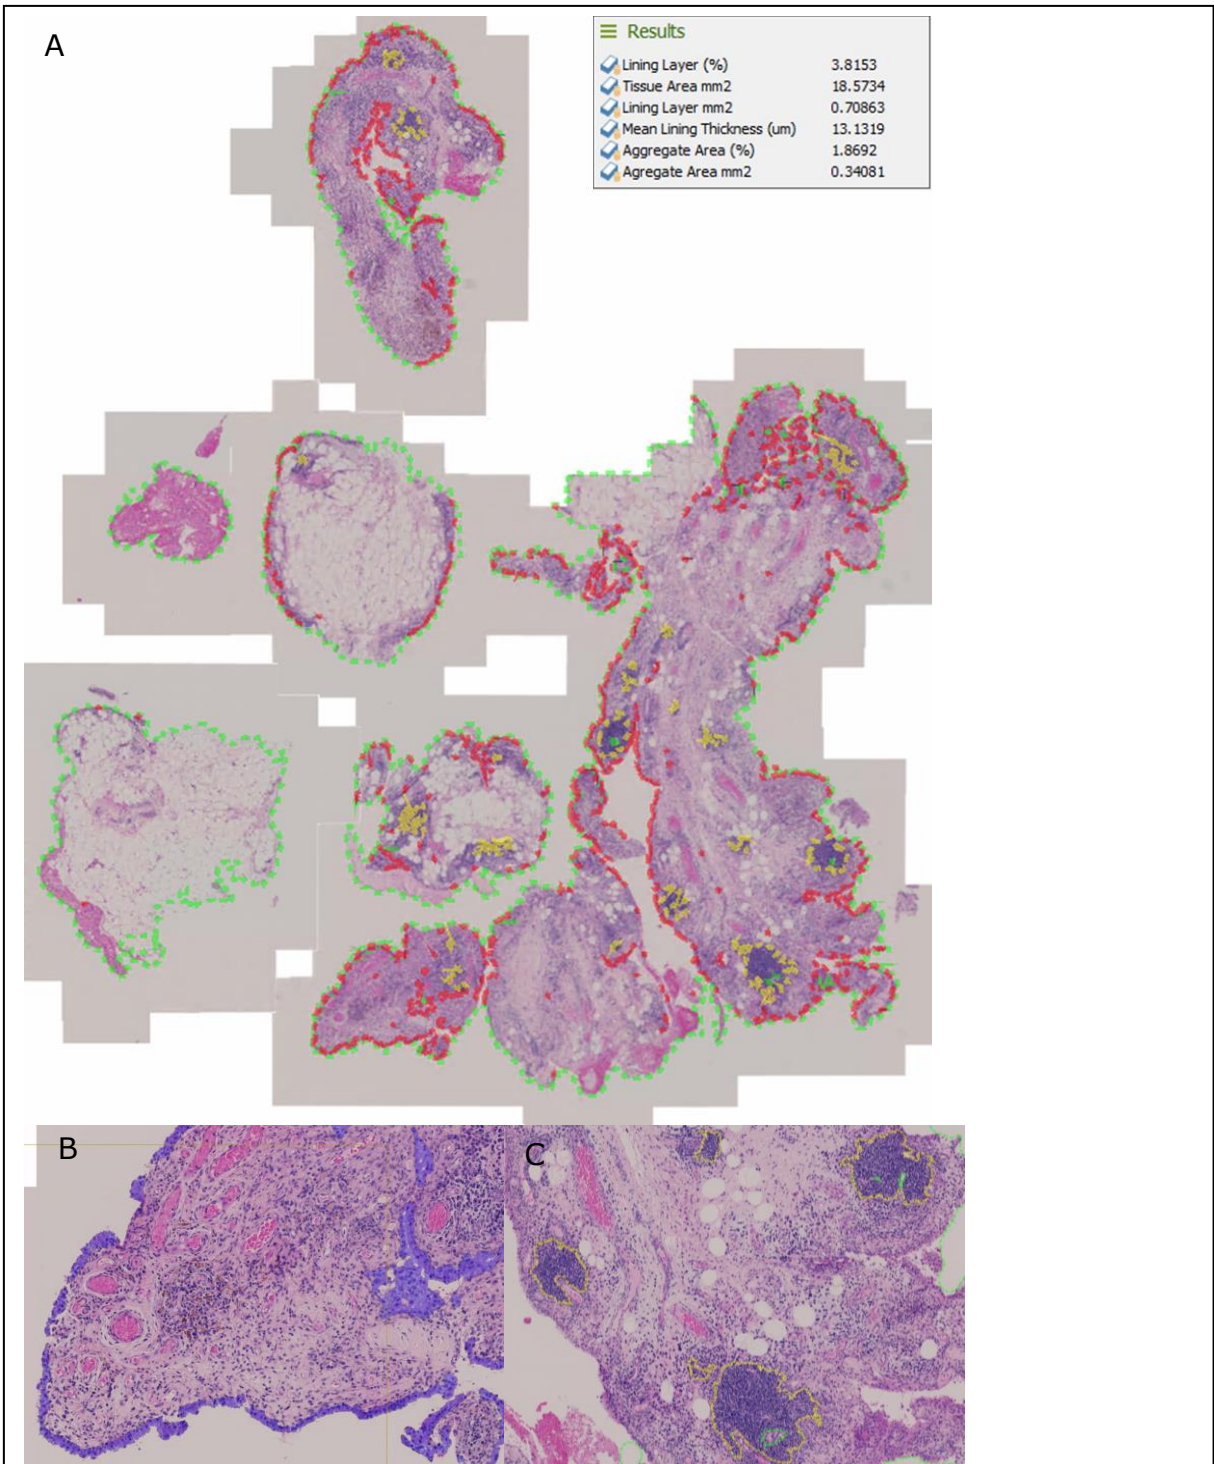 A
Results
Lining Layer (%) 3.8153
Tissue Area mm2 18.5734
Lining Layer mm2 0.70863
Mean Lining Thickness (um) 13.1319
Aggregate Area (%) 1.8692
Agregate Area mm2 0.34081
B
C